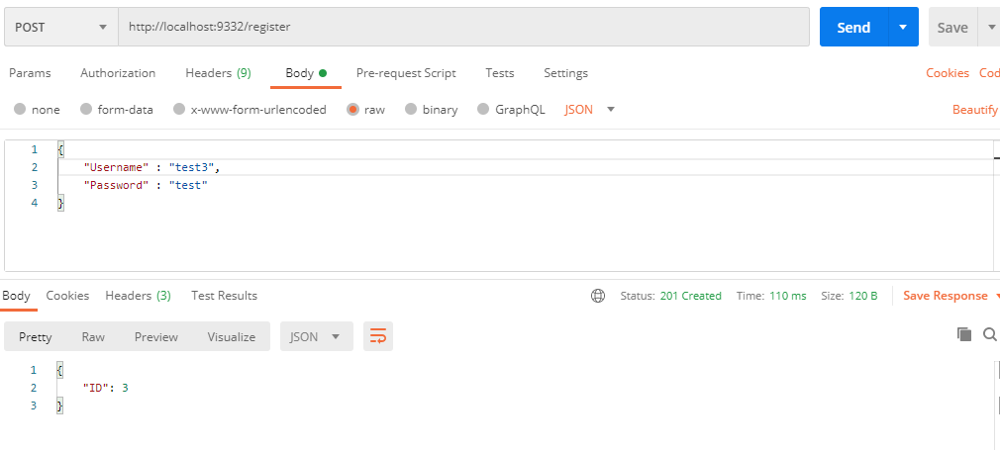 POST http://localhost:9332/register Send Save
Params Authorization Headers (9) Body Pre-request Script Tests Settings Cookies Cod
none form-data x-www-form-urlencoded raw binary GraphQL JSON Beautify
1 {
2 "Username" : "test3",
3 "Password" : "test"
4 }
Body Cookies Headers (3) Test Results Status: 201 Created Time: 110 ms Size: 120 B Save Response
Pretty Raw Preview Visualize JSON
1 {
2 "ID": 3
3 }